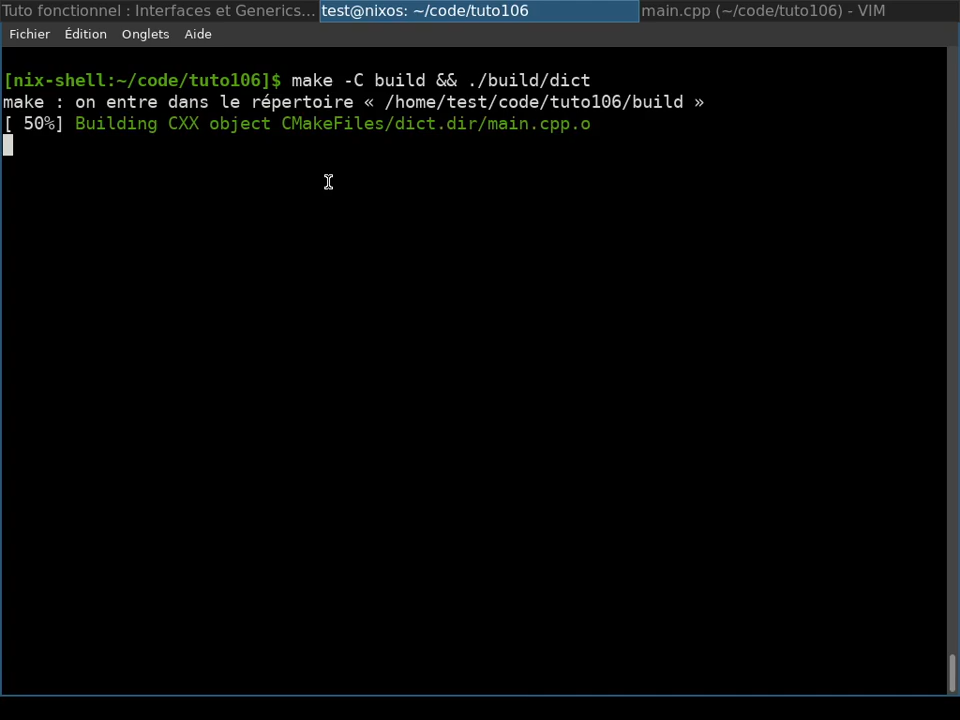 Tuto fonctionnel : Interfaces et Generics... test@nixos: ~/code/tuto106 main.cpp (~/code/tuto106) - VIM
Fichier Édition Onglets Aide
[nix-shell:~/code/tuto106]$ make -C build && ./build/dict
make : on entre dans le répertoire « /home/test/code/tuto106/build »
[ 50%] Building CXX object CMakeFiles/dict.dir/main.cpp.o